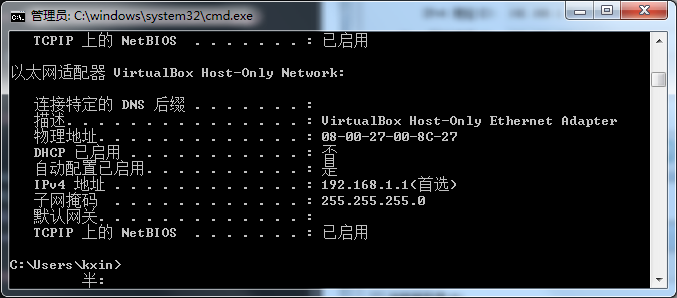 管理员: C:\windows\system32\cmd.exe
TCPIP 上的 NetBIOS . . . . . . . : 已启用
以太网适配器 VirtualBox Host-Only Network:
连接特定的 DNS 后缀 . . . . . . . :
描述. . . . . . . . . . . . . . . : VirtualBox Host-Only Ethernet Adapter
物理地址. . . . . . . . . . . . . : 08-00-27-00-8C-27
DHCP 已启用 . . . . . . . . . . . : 否
自动配置已启用. . . . . . . . . . : 是
IPv4 地址 . . . . . . . . . . . . : 192.168.1.1(首选)
子网掩码 . . . . . . . . . . . . : 255.255.255.0
默认网关. . . . . . . . . . . . . :
TCPIP 上的 NetBIOS . . . . . . . : 已启用
C:\Users\kxin>
半: